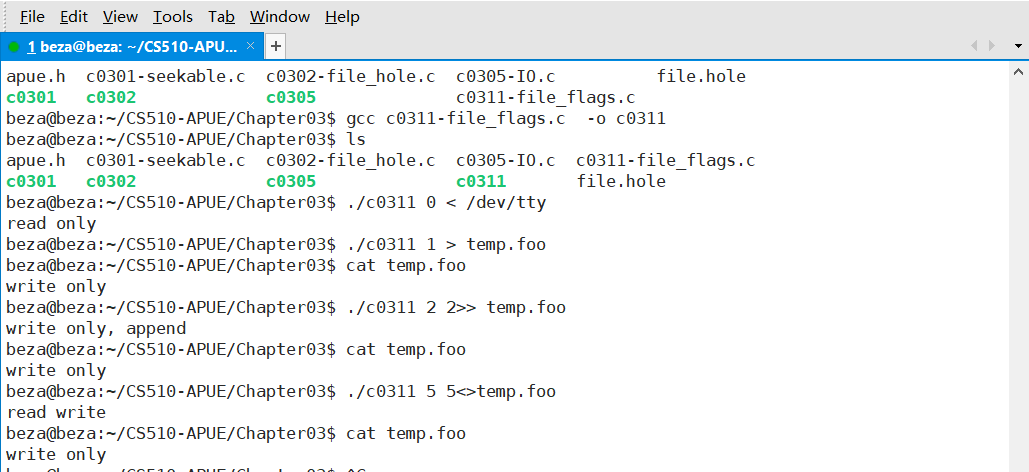 File Edit View Tools Tab Window Help
1 beza@beza: ~/CS510-APU... × +
apue.h c0301-seekable.c c0302-file_hole.c c0305-IO.c file.hole
c0301 c0302 c0305 c0311-file_flags.c
beza@beza:~/CS510-APUE/Chapter03$ gcc c0311-file_flags.c  -o c0311
beza@beza:~/CS510-APUE/Chapter03$ ls
apue.h c0301-seekable.c c0302-file_hole.c c0305-IO.c c0311-file_flags.c
c0301 c0302 c0305 c0311 file.hole
beza@beza:~/CS510-APUE/Chapter03$ ./c0311 0 < /dev/tty
read only
beza@beza:~/CS510-APUE/Chapter03$ ./c0311 1 > temp.foo
beza@beza:~/CS510-APUE/Chapter03$ cat temp.foo
write only
beza@beza:~/CS510-APUE/Chapter03$ ./c0311 2 2>> temp.foo
write only, append
beza@beza:~/CS510-APUE/Chapter03$ cat temp.foo
write only
beza@beza:~/CS510-APUE/Chapter03$ ./c0311 5 5<>temp.foo
read write
beza@beza:~/CS510-APUE/Chapter03$ cat temp.foo
write only